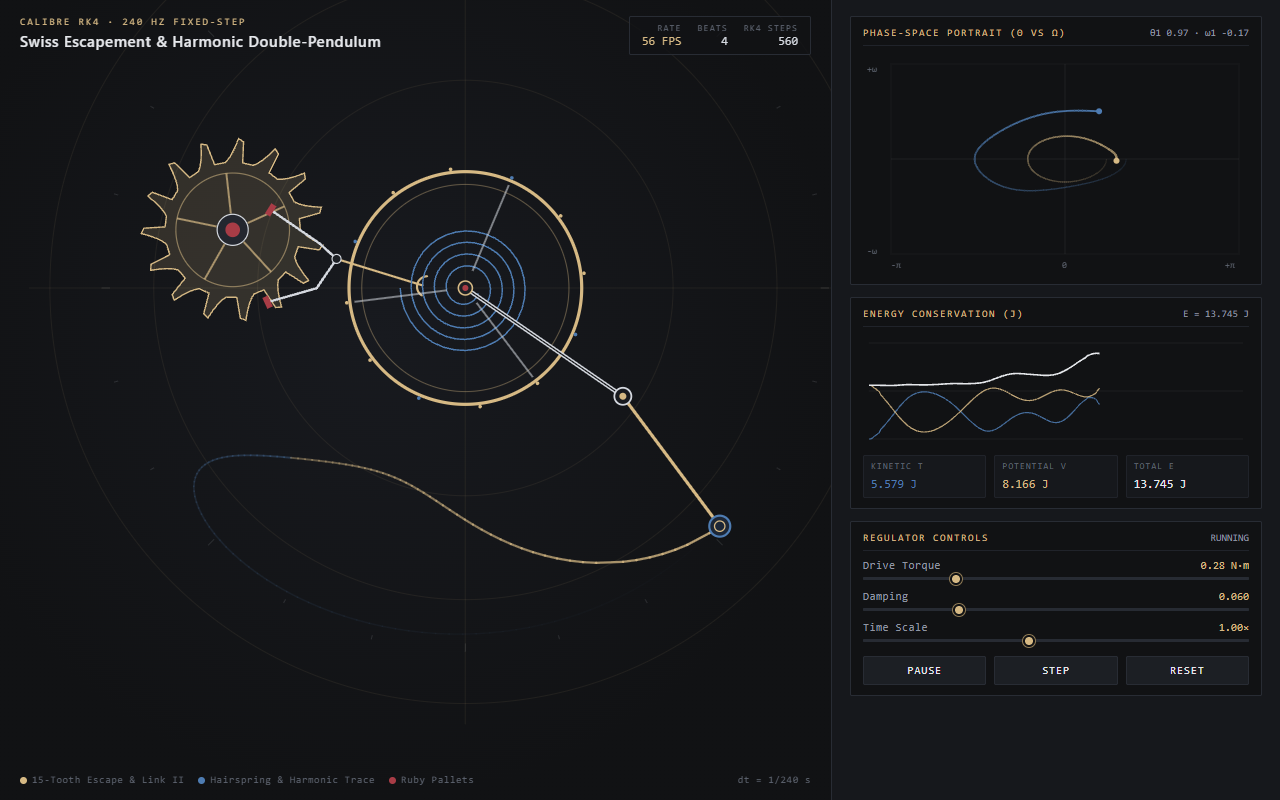 CALIBRE RK4 · 240 HZ FIXED-STEP
Swiss Escapement & Harmonic Double-Pendulum
RATE BEATS RK4 STEPS
56 FPS 4 560
15-Tooth Escape & Link II Hairspring & Harmonic Trace Ruby Pallets dt = 1/240 s
PHASE-SPACE PORTRAIT (Θ VS Ω) θ1 0.97 · ω1 -0.17
+ω
-ω
-π 0 +π
ENERGY CONSERVATION (J) E = 13.745 J
KINETIC T POTENTIAL V TOTAL E
5.579 J 8.166 J 13.745 J
REGULATOR CONTROLS RUNNING
Drive Torque 0.28 N·m
Damping 0.060
Time Scale 1.00×
PAUSE STEP RESET